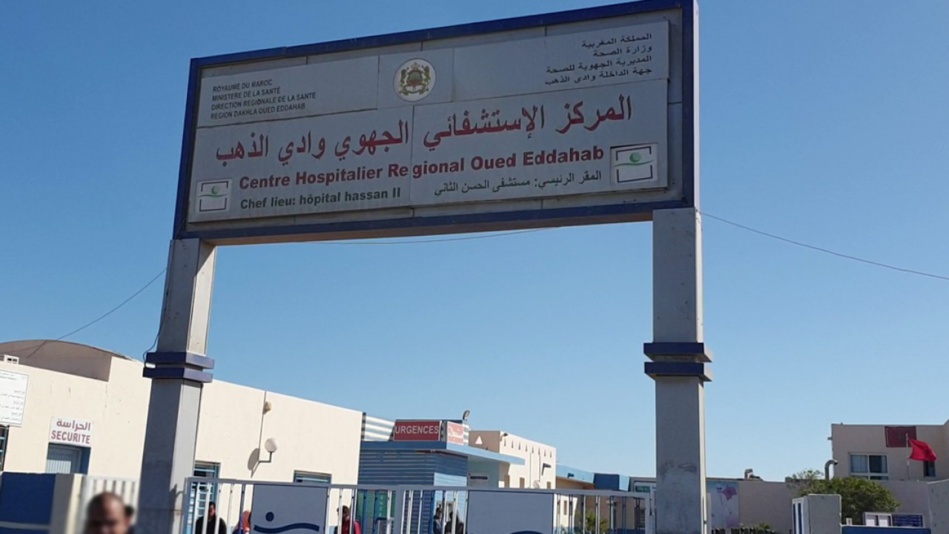 ROYAUME DU MAROC
MINISTERE DE LA SANTÉ
DIRECTION REGIONALE DE LA SANTE
REGION DAKHLA OUED EDDAHAB
المملكة المغربية
وزارة الصحة
المديرية الجهوية للصحة
جهة الداخلة وادي الذهب
المركز الإستشفائي الجهوي وادي الذهب
Centre Hospitalier Regional Oued Eddahab
Chef lieu: hôpital hassan II
المقر الرئيسي: مستشفى الحسن الثاني
الحراسة
SECURITE
URGENCES